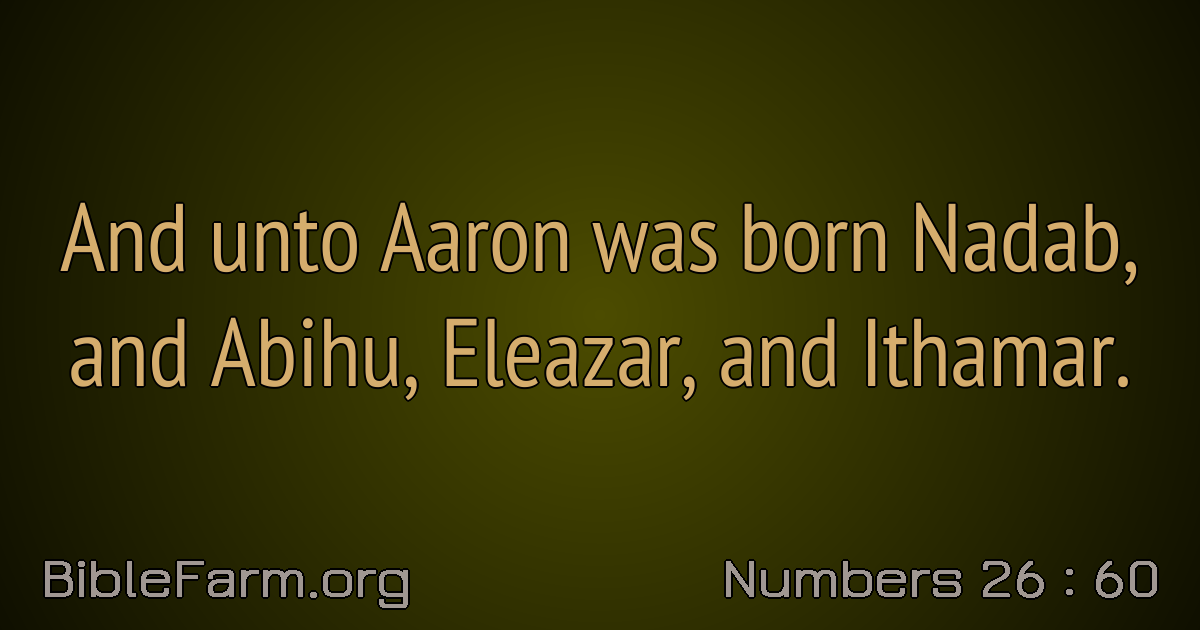 And unto Aaron was born Nadab,
and Abihu, Eleazar, and Ithamar.
BibleFarm.org
Numbers 26 : 60